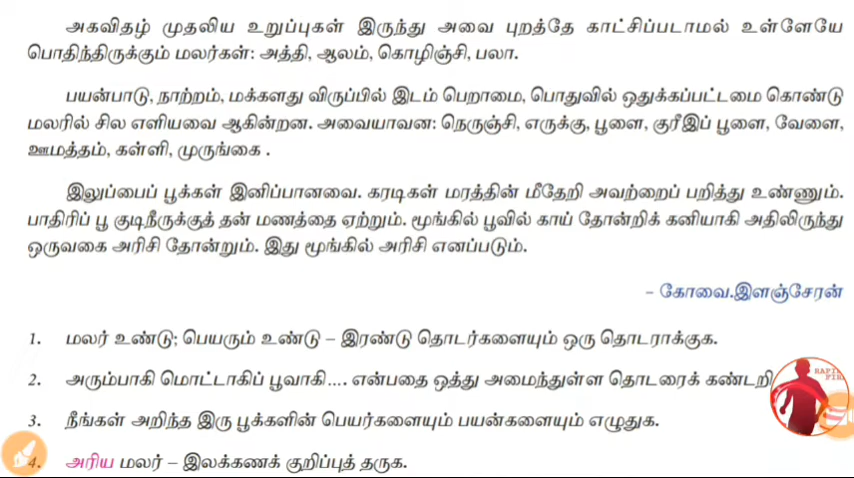 அகவிதழ் முதலிய உறுப்புகள் இருந்து அவை புறத்தே காட்சிப்படாமல் உள்ளேயே
பொதிந்திருக்கும் மலர்கள்: அத்தி, ஆலம், கொழிஞ்சி, பலா.
பயன்பாடு, நாற்றம், மக்களது விருப்பில் இடம் பெறாமை, பொதுவில் ஒதுக்கப்பட்டமை கொண்டு
மலரில் சில எளியவை ஆகின்றன. அவையாவன: நெருஞ்சி, எருக்கு, பூளை, குரீஇப் பூளை, வேளை,
ஊமத்தம், கள்ளி, முருங்கை .
இலுப்பைப் பூக்கள் இனிப்பானவை. கரடிகள் மரத்தின் மீதேறி அவற்றைப் பறித்து உண்ணும்.
பாதிரிப் பூ குடிநீருக்குத் தன் மணத்தை ஏற்றும். மூங்கில் பூவில் காய் தோன்றிக் கனியாகி அதிலிருந்து
ஒருவகை அரிசி தோன்றும். இது மூங்கில் அரிசி எனப்படும்.
– கோவை.இளஞ்சேரன்
1. மலர் உண்டு; பெயரும் உண்டு – இரண்டு தொடர்களையும் ஒரு தொடராக்குக.
2. அரும்பாகி மொட்டாகிப் பூவாகி.... என்பதை ஒத்து அமைந்துள்ள தொடரைக் கண்டறி
3. நீங்கள் அறிந்த இரு பூக்களின் பெயர்களையும் பயன்களையும் எழுதுக.
4. அரிய மலர் – இலக்கணக் குறிப்புத் தருக.